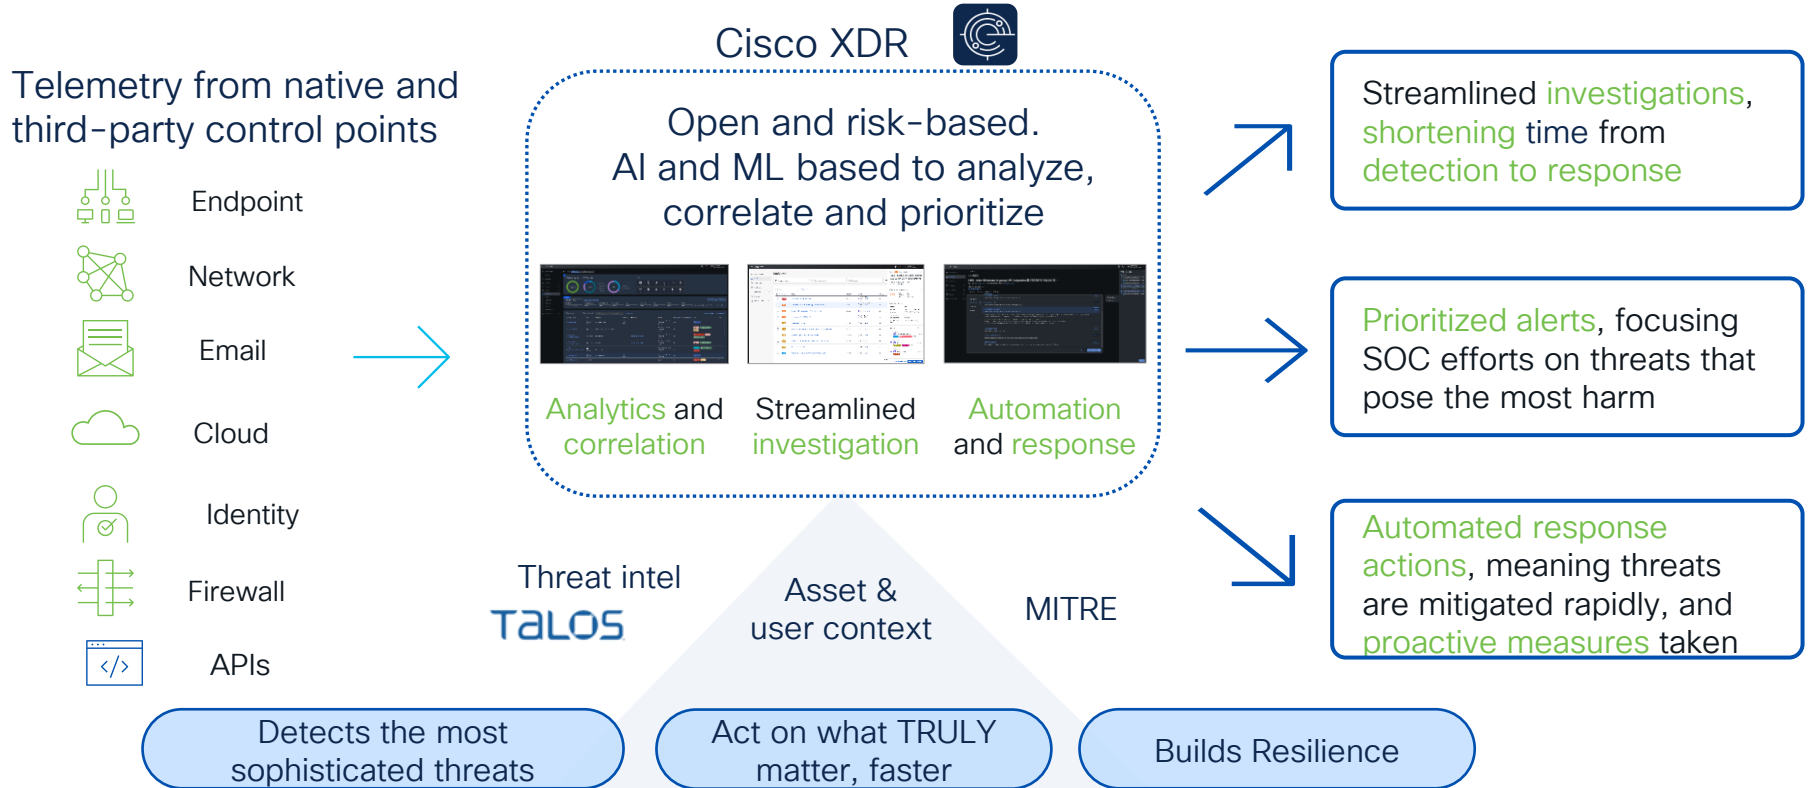 Cisco XDR
Telemetry from native and
third-party control points
Endpoint
Network
Email
Cloud
Identity
Firewall
</>
APIs
Open and risk-based.
AI and ML based to analyze,
correlate and prioritize
Analytics and
correlation
Streamlined
investigation
Automation
and response
Threat intel
TALOS
Asset &
user context
MITRE
Streamlined investigations,
shortening time from
detection to response
Prioritized alerts, focusing
SOC efforts on threats that
pose the most harm
Automated response
actions, meaning threats
are mitigated rapidly, and
proactive measures taken
Detects the most
sophisticated threats
Act on what TRULY
matter, faster
Builds Resilience